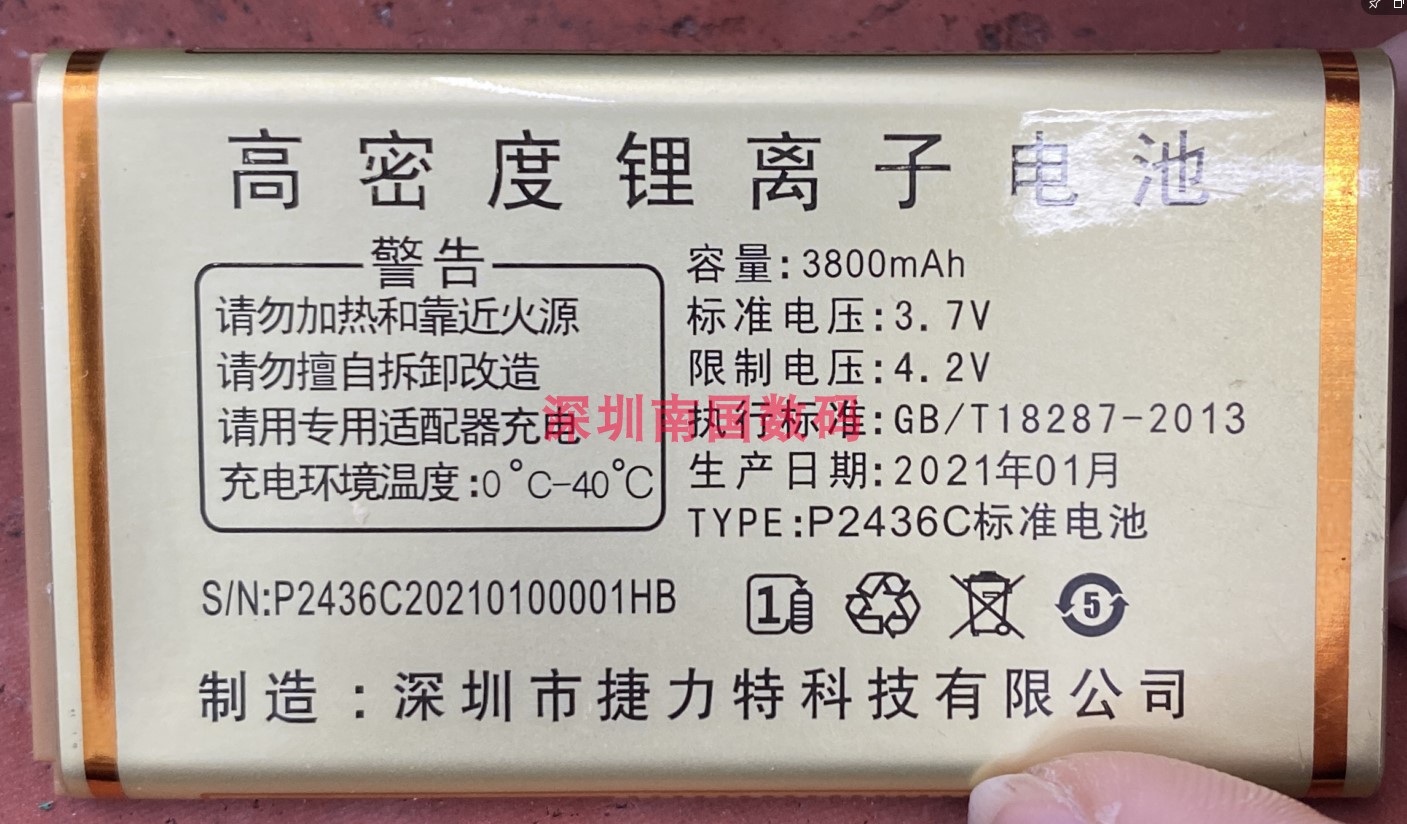 高密度锂离子电池
警告
请勿加热和靠近火源
请勿擅自拆卸改造
请用专用适配器充电
充电环境温度:0°C-40°C
容量:3800mAh
标准电压:3.7V
限制电压:4.2V
执行标准:GB/T18287-2013
生产日期:2021年01月
TYPE:P2436C标准电池
深圳南国数码
S/N:P2436C20210100001HB
1
5
制造:深圳市捷力特科技有限公司